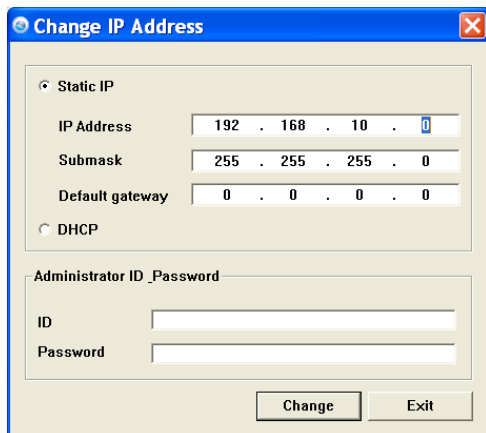 Change IP Address
Static IP
IP Address 192 . 168 . 10 . 0
Submask 255 . 255 . 255 . 0
Default gateway 0 . 0 . 0 . 0
DHCP
Administrator ID _Password
ID
Password
Change Exit